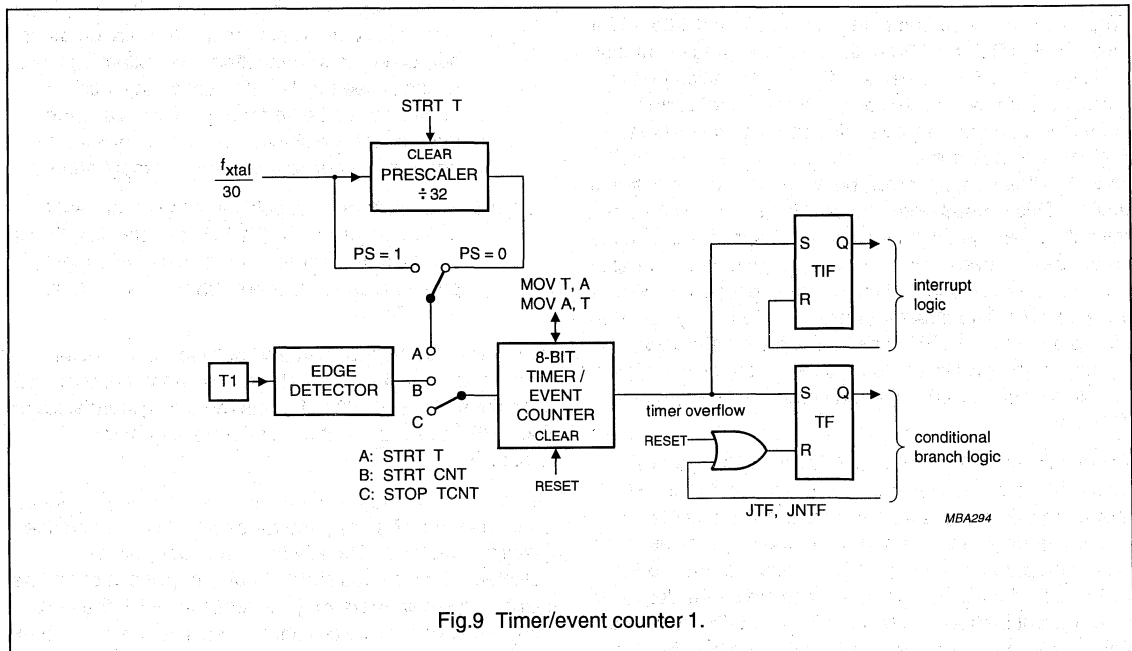 STRT T
CLEAR
PRESCALER
÷32
fxtal
30
PS = 1
PS = 0
MOV T, A
MOV A, T
S Q
TIF
R
interrupt
logic
A
T1
EDGE
DETECTOR
B
C
8-BIT
TIMER /
EVENT
COUNTER
CLEAR
timer overflow
S Q
TF
R
RESET
conditional
branch logic
A: STRT T
B: STRT CNT
C: STOP TCNT
RESET
JTF, JNTF
MBA294
Fig.9 Timer/event counter 1.